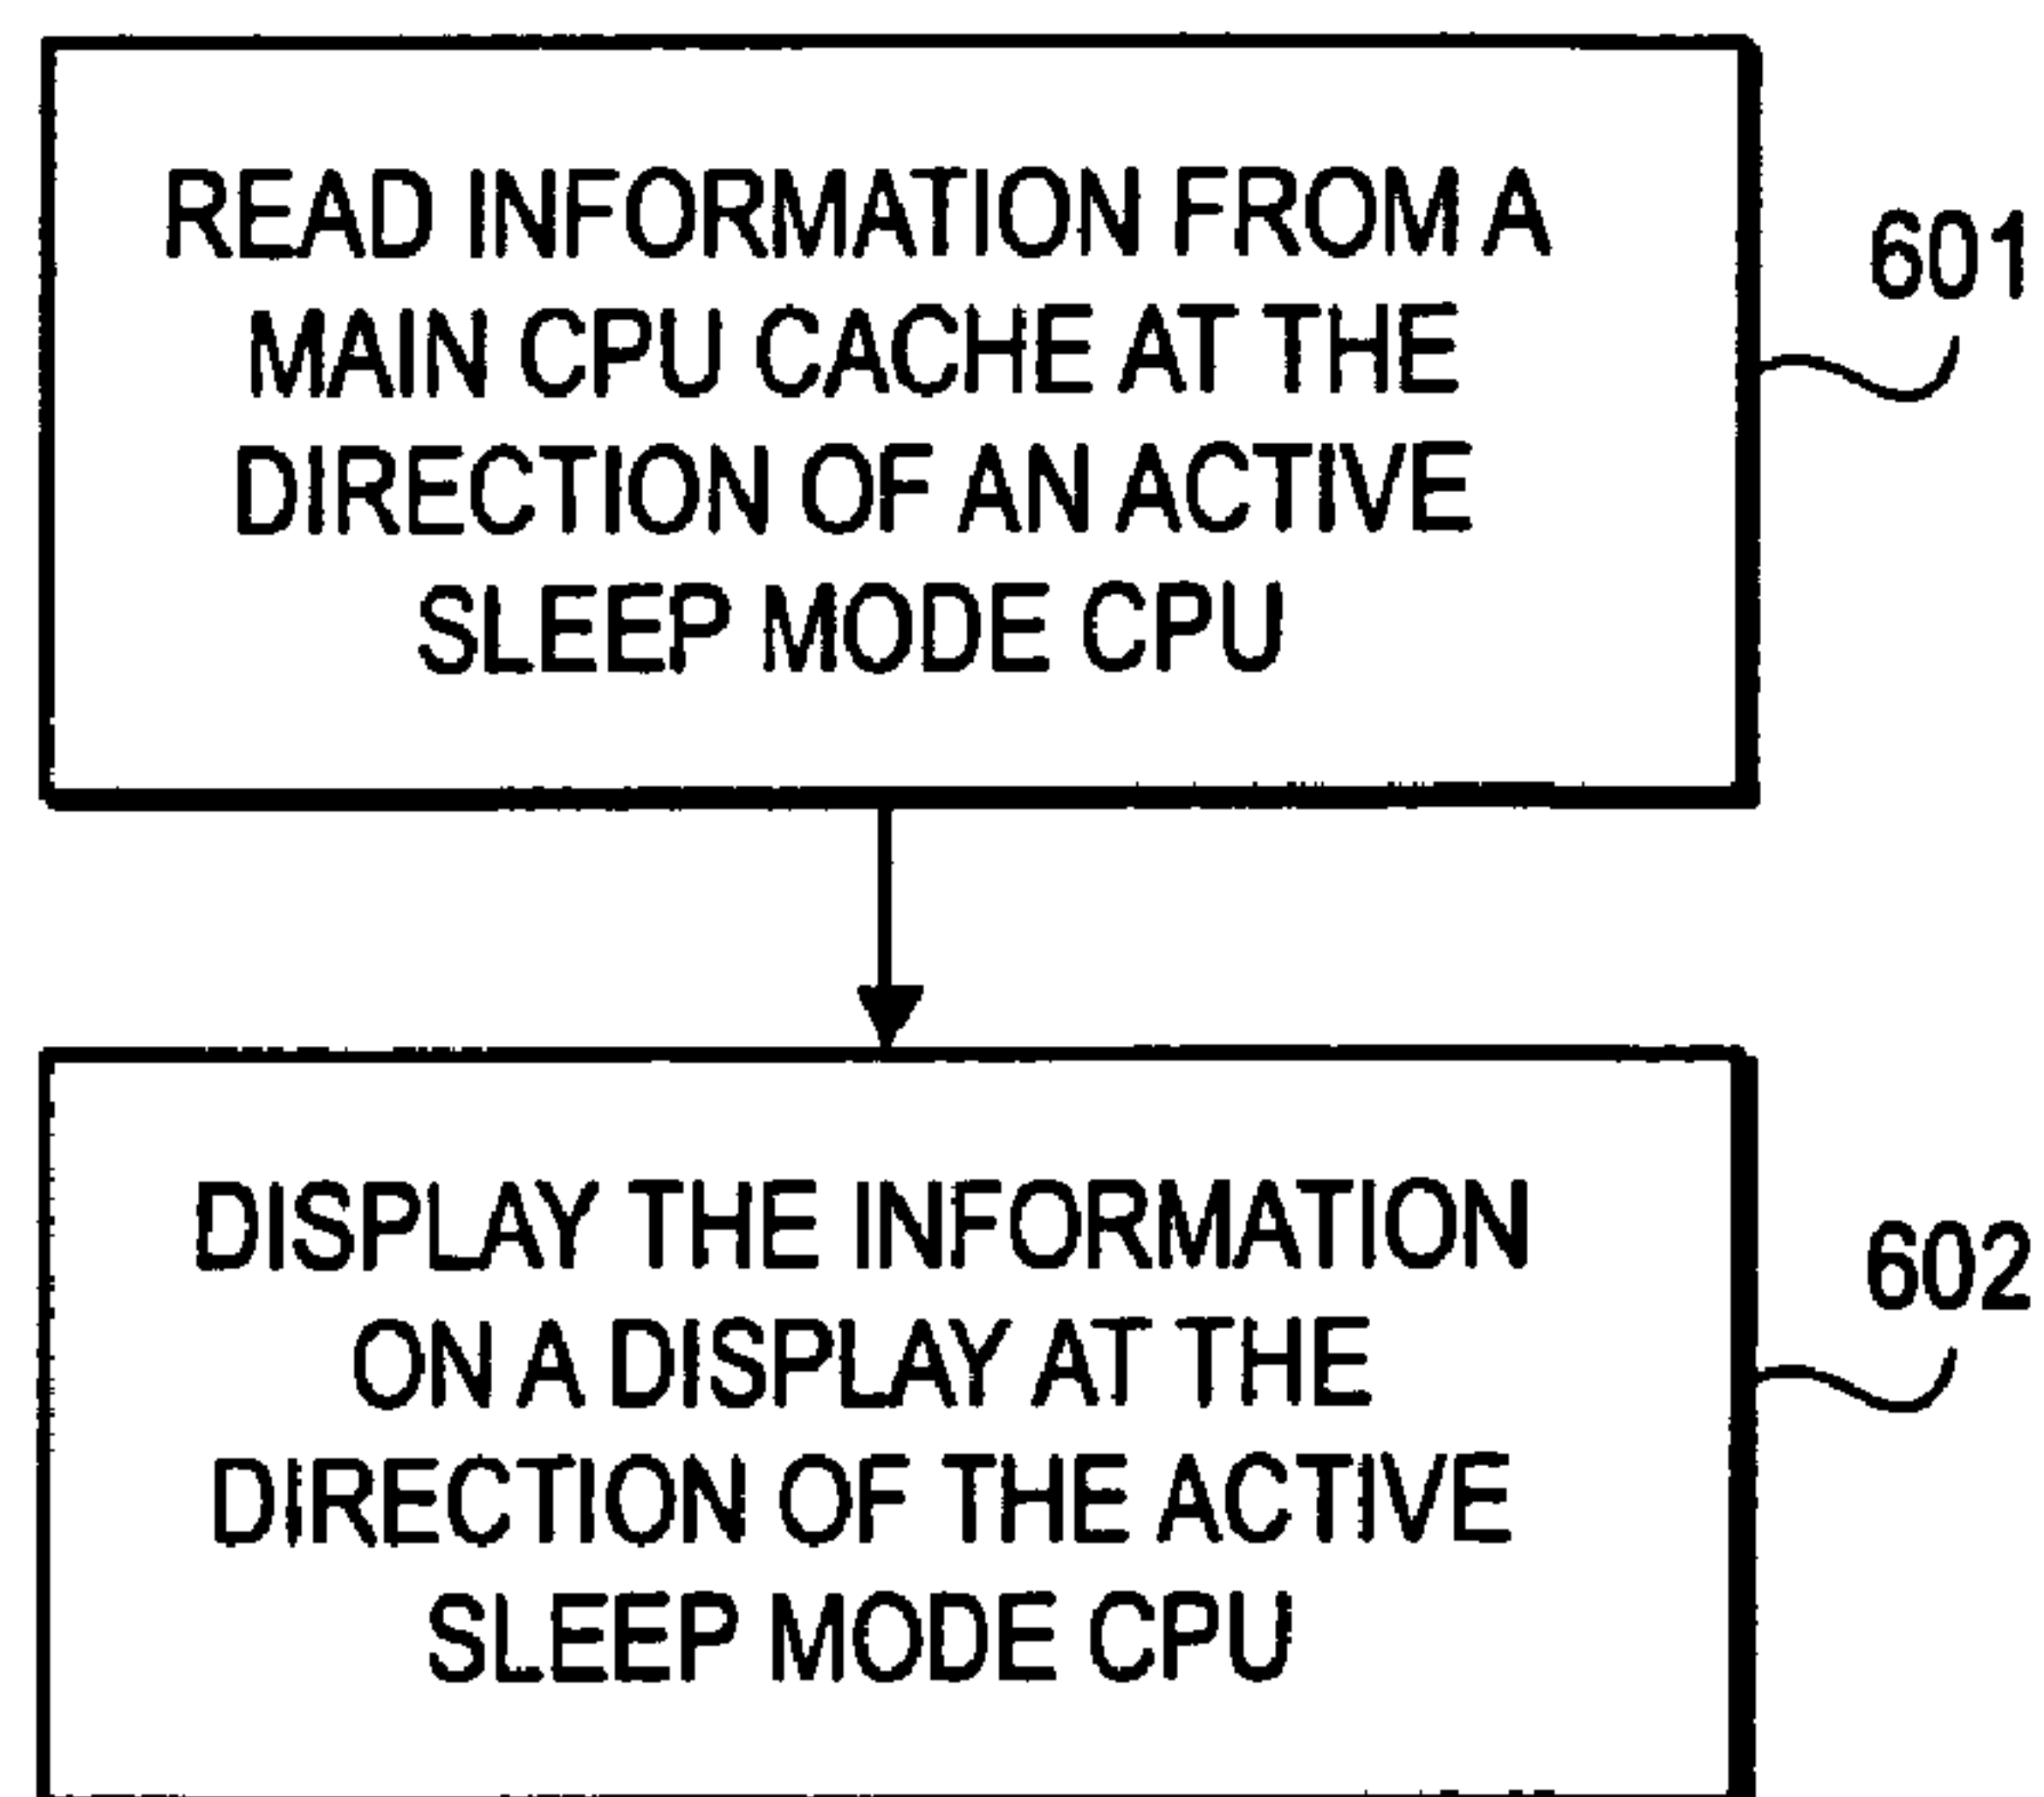 READ INFORMATION FROM A
MAIN CPU CACHE AT THE
DIRECTION OF AN ACTIVE
SLEEP MODE CPU
601
DISPLAY THE INFORMATION
ON A DISPLAY AT THE
DIRECTION OF THE ACTIVE
SLEEP MODE CPU
602